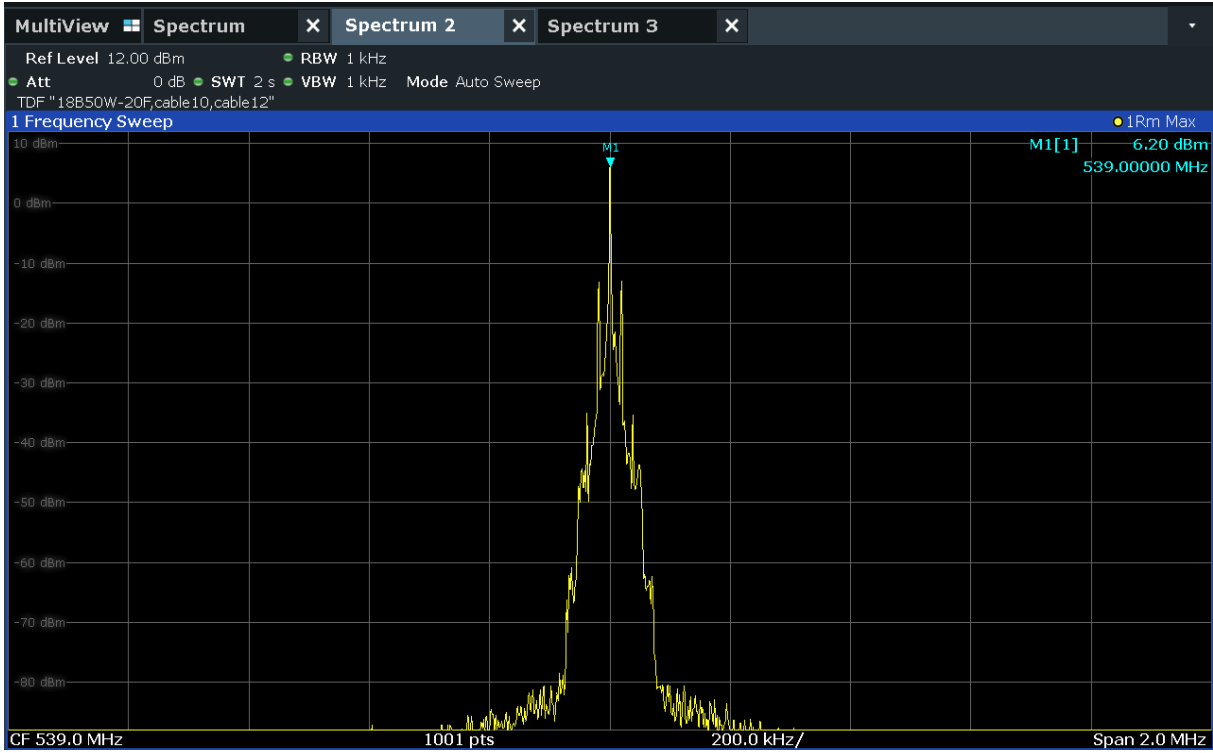 MultiView Spectrum X Spectrum 2 X Spectrum 3 X
Ref Level 12.00 dBm RBW 1 kHz
Att 0 dB SWT 2 s VBW 1 kHz Mode Auto Sweep
TDF "18B50W-20F,cable10,cable12"
1 Frequency Sweep 1Rm Max
10 dBm
M1
M1[1] 6.20 dBm
539.00000 MHz
0 dBm
-10 dBm
-20 dBm
-30 dBm
-40 dBm
-50 dBm
-60 dBm
-70 dBm
-80 dBm
CF 539.0 MHz 1001 pts 200.0 kHz/ Span 2.0 MHz